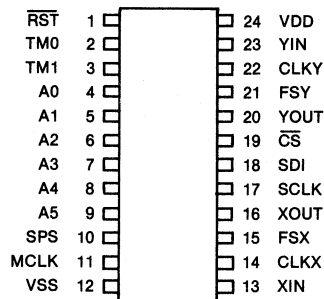 RST 1 24 VDD
TM0 2 23 YIN
TM1 3 22 CLKY
A0 4 21 FSY
A1 5 20 YOUT
A2 6 19 CS
A3 7 18 SDI
A4 8 17 SCLK
A5 9 16 XOUT
SPS 10 15 FSX
MCLK 11 14 CLKX
VSS 12 13 XIN